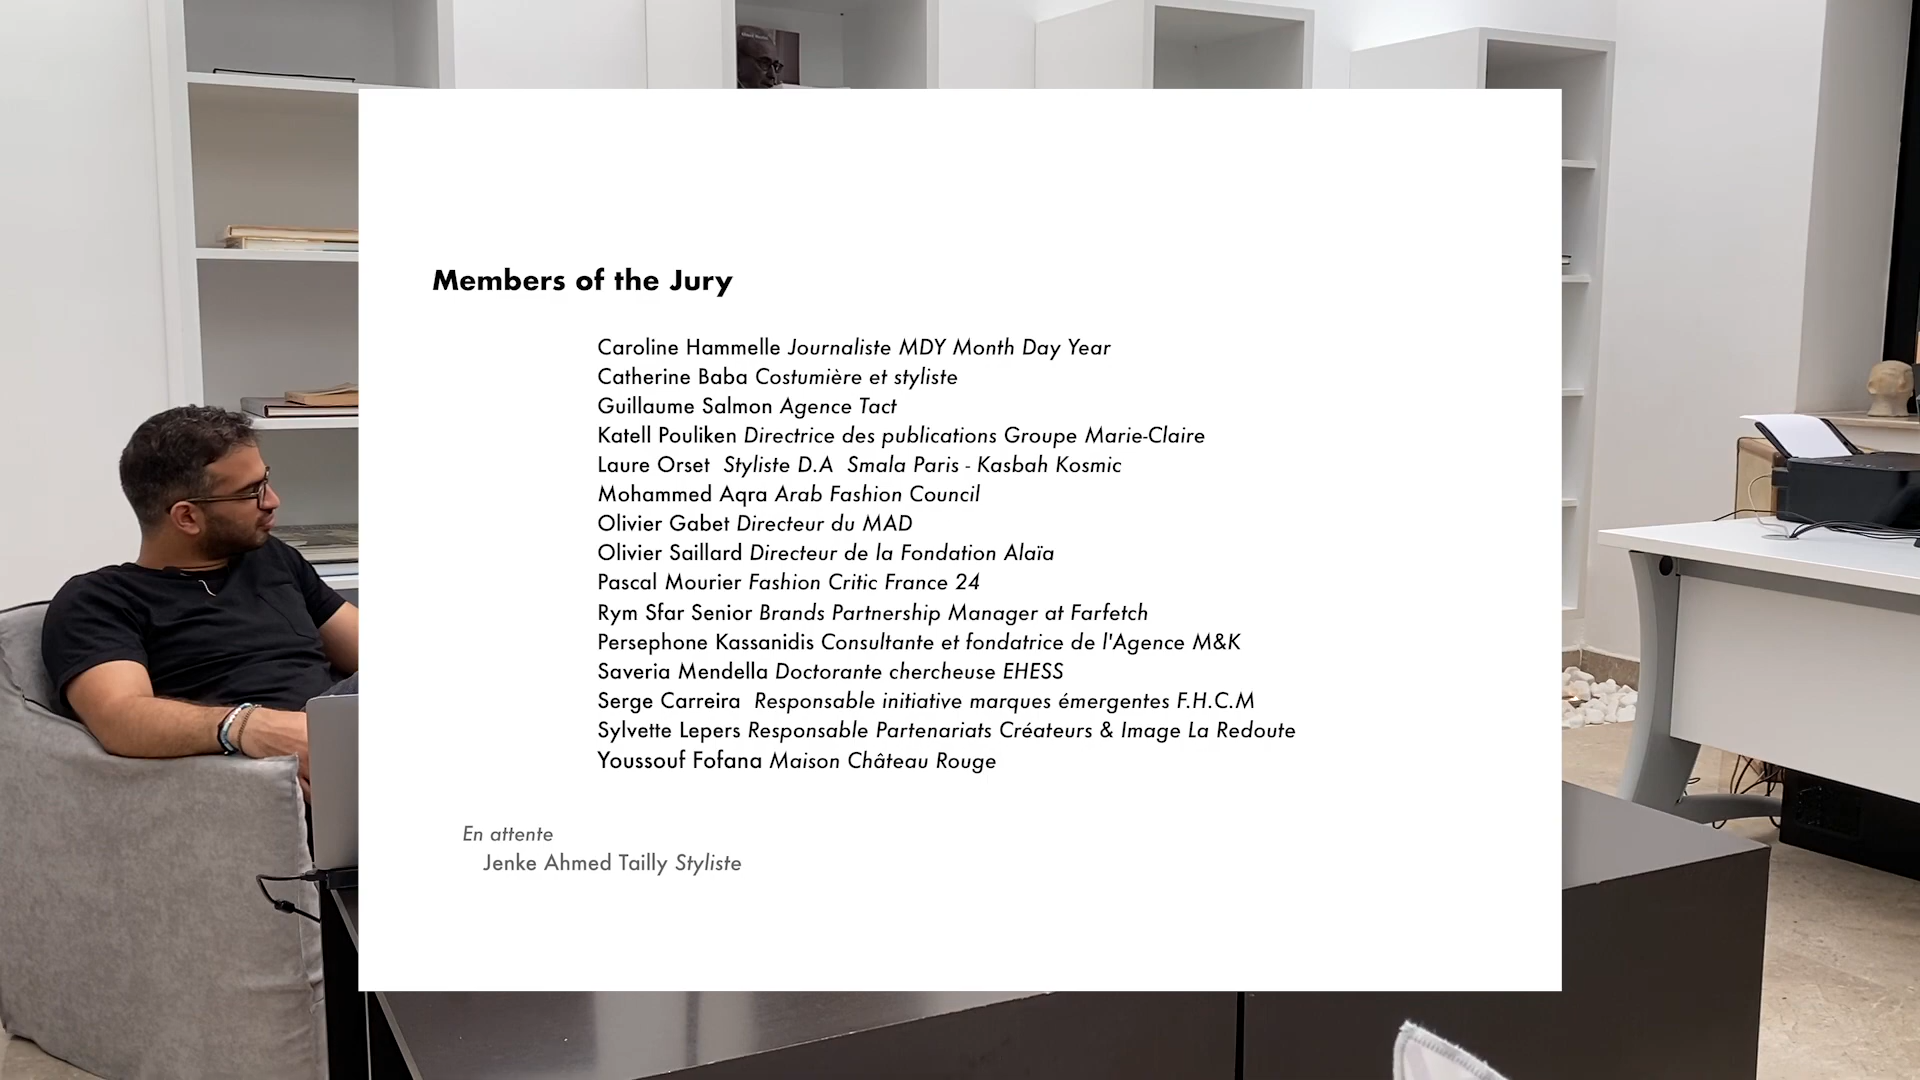 Members of the Jury
Caroline Hammelle Journaliste MDY Month Day Year
Catherine Baba Costumière et styliste
Guillaume Salmon Agence Tact
Katell Pouliken Directrice des publications Groupe Marie-Claire
Laure Orset Styliste D.A Smala Paris - Kasbah Kosmic
Mohammed Aqra Arab Fashion Council
Olivier Gabet Directeur du MAD
Olivier Saillard Directeur de la Fondation Alaïa
Pascal Mourier Fashion Critic France 24
Rym Sfar Senior Brands Partnership Manager at Farfetch
Persephone Kassanidis Consultante et fondatrice de l'Agence M&K
Saveria Mendella Doctorante chercheuse EHESS
Serge Carreira Responsable initiative marques émergentes F.H.C.M
Sylvette Lepers Responsable Partenariats Créateurs & Image La Redoute
Youssouf Fofana Maison Château Rouge
En attente
Jenke Ahmed Tailly Styliste